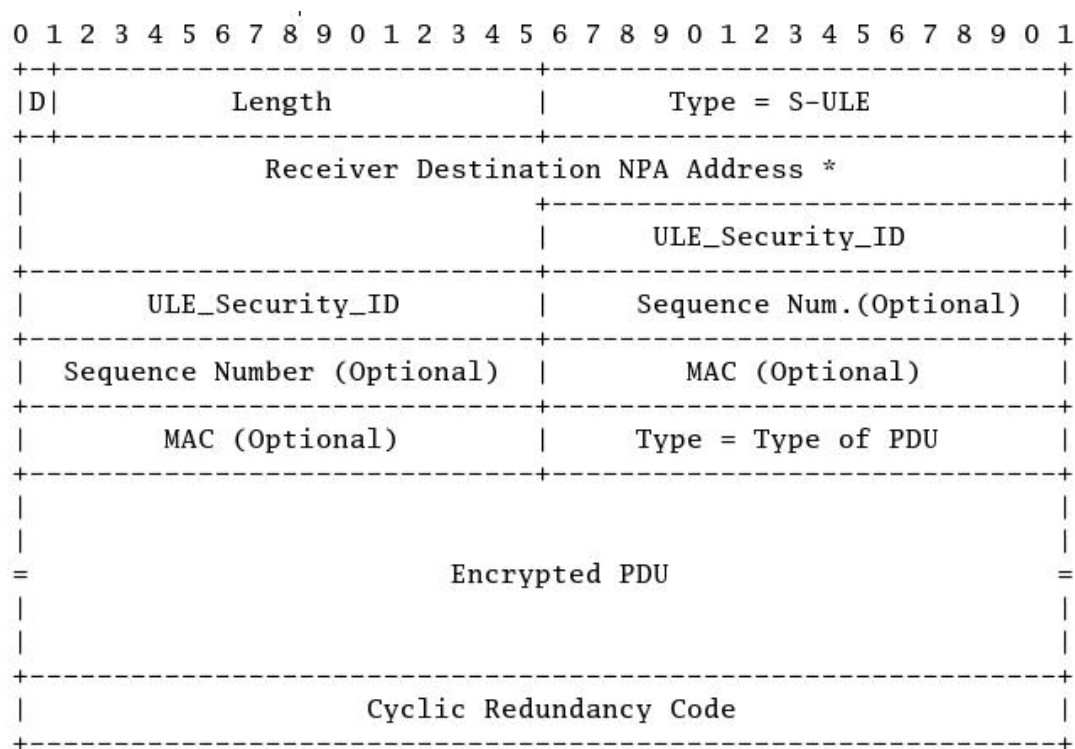 0 1 2 3 4 5 6 7 8 9 0 1 2 3 4 5 6 7 8 9 0 1 2 3 4 5 6 7 8 9 0 1
+-+-----------------------------+-------------------------------+
|D| Length | Type = S-ULE |
+-+-----------------------------+-------------------------------+
| Receiver Destination NPA Address * |
| +-------------------------------+
| | ULE_Security_ID |
+-------------------------------+-------------------------------+
| ULE_Security_ID | Sequence Num.(Optional) |
+-------------------------------+-------------------------------+
| Sequence Number (Optional) | MAC (Optional) |
+-------------------------------+-------------------------------+
| MAC (Optional) | Type = Type of PDU |
+-------------------------------+-------------------------------+
| |
| |
= Encrypted PDU =
| |
| |
+---------------------------------------------------------------+
| Cyclic Redundancy Code |
+---------------------------------------------------------------+